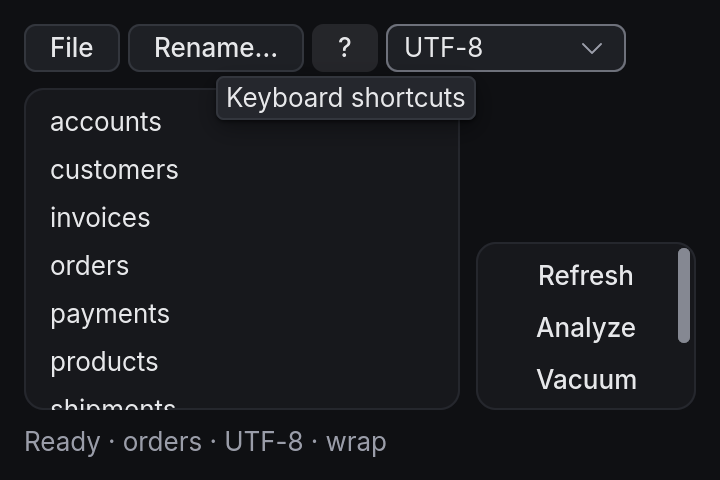 File Rename... ? UTF-8
Keyboard shortcuts
accounts
customers
invoices
orders
payments
products
shipments
Refresh
Analyze
Vacuum
Ready · orders · UTF-8 · wrap